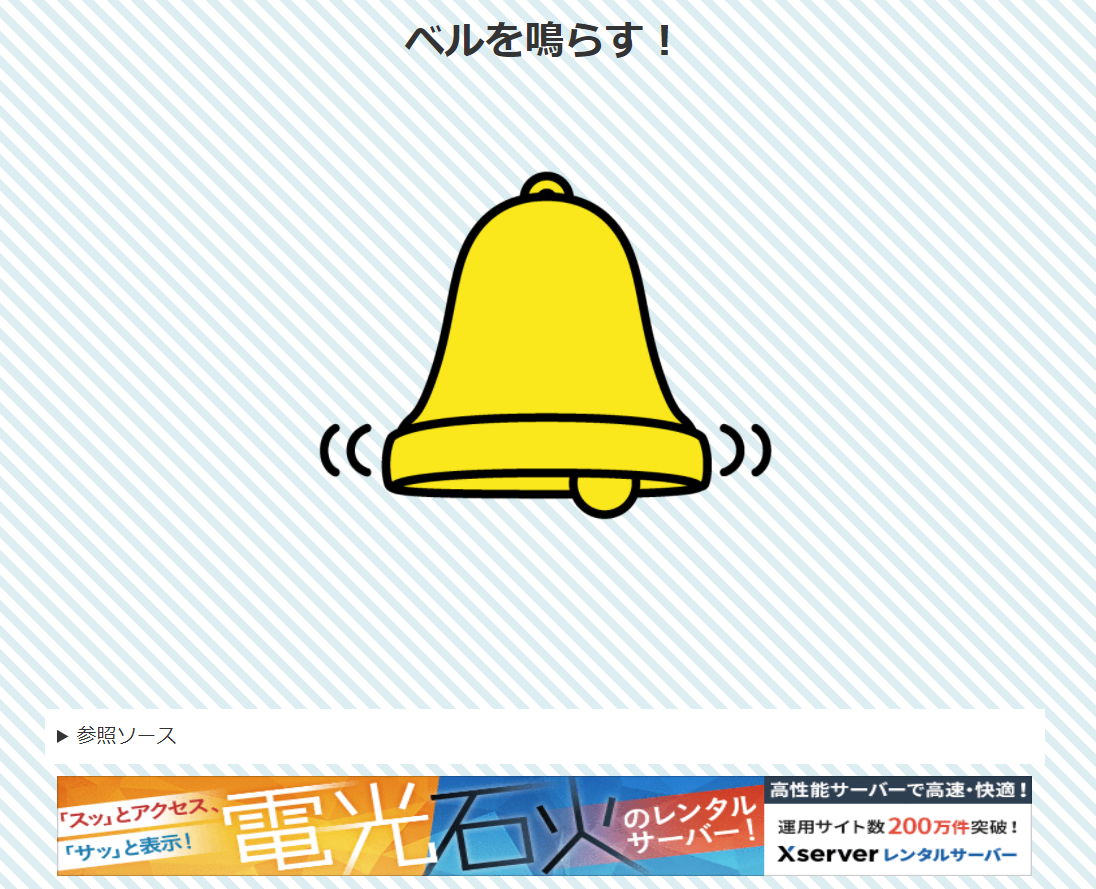 ベルを鳴らす！
▶ 参照ソース
「スッ」とアクセス、
「サッ」と表示！
電光石火
のレンタル
サーバー！
高性能サーバーで高速・快適！
運用サイト数200万件突破！
Xserver レンタルサーバー